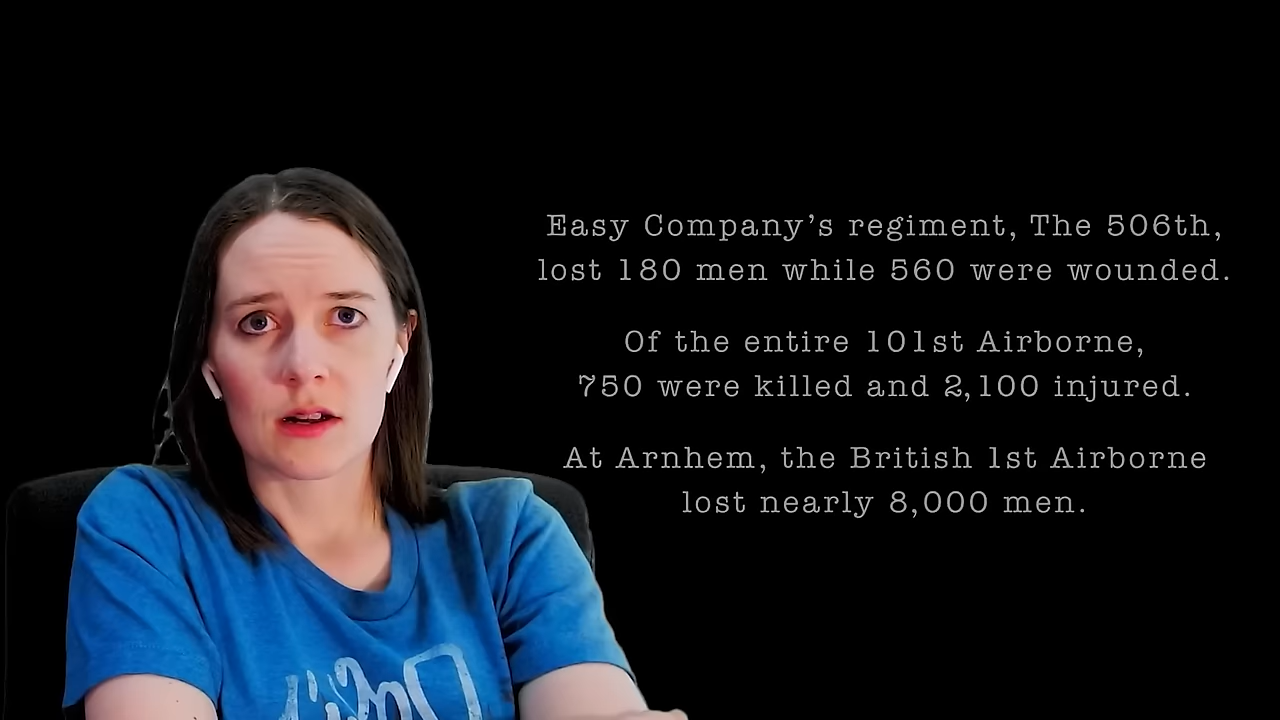 Easy Company’s regiment, The 506th,
lost 180 men while 560 were wounded.
Of the entire 101st Airborne,
750 were killed and 2,100 injured.
At Arnhem, the British 1st Airborne
lost nearly 8,000 men.